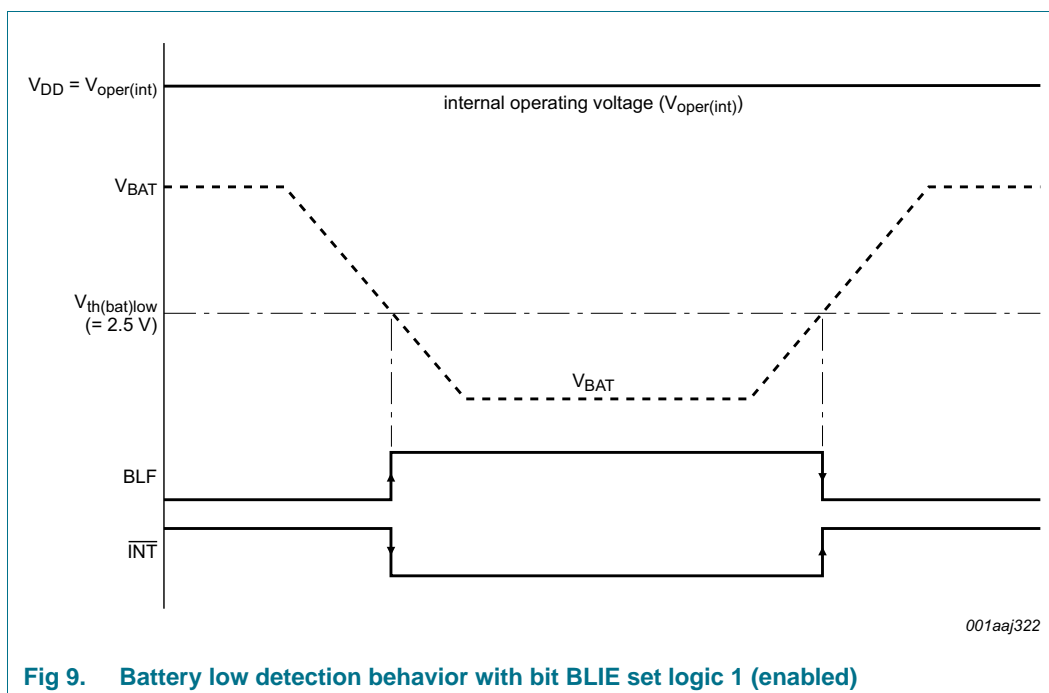 VDD = Voper(int)
internal operating voltage (Voper(int))
VBAT
Vth(bat)low
(= 2.5 V)
VBAT
BLF
INT
001aaj322
Fig 9. Battery low detection behavior with bit BLIE set logic 1 (enabled)